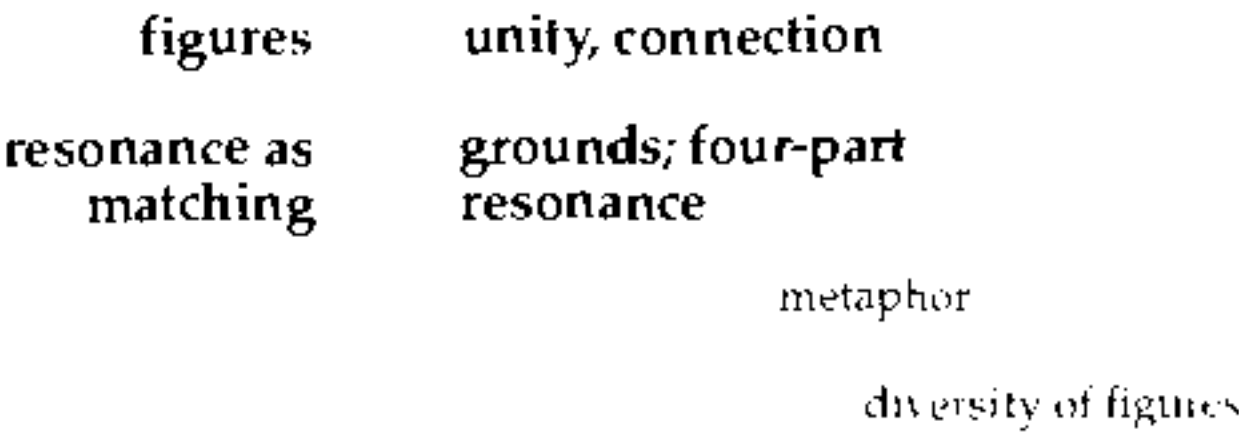 figures unity, connection
resonance as grounds; four-part
matching resonance
metaphor
diversity of figures